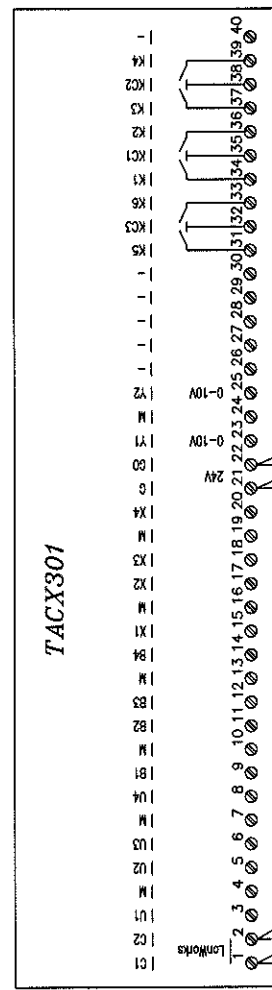 TACX301
C1 C2 U1 M U2 U3 M U4 B1 M B2 B3 M B4 X1 M X2 X3 M X4 G G0 Y1 M Y2 - - - - - K5 KC3 K6 K1 KC1 K2 K3 KC2 K4 -
LonWorks 24V 0-10V 0-10V
1 2 3 4 5 6 7 8 9 10 11 12 13 14 15 16 17 18 19 20 21 22 23 24 25 26 27 28 29 30 31 32 33 34 35 36 37 38 39 40